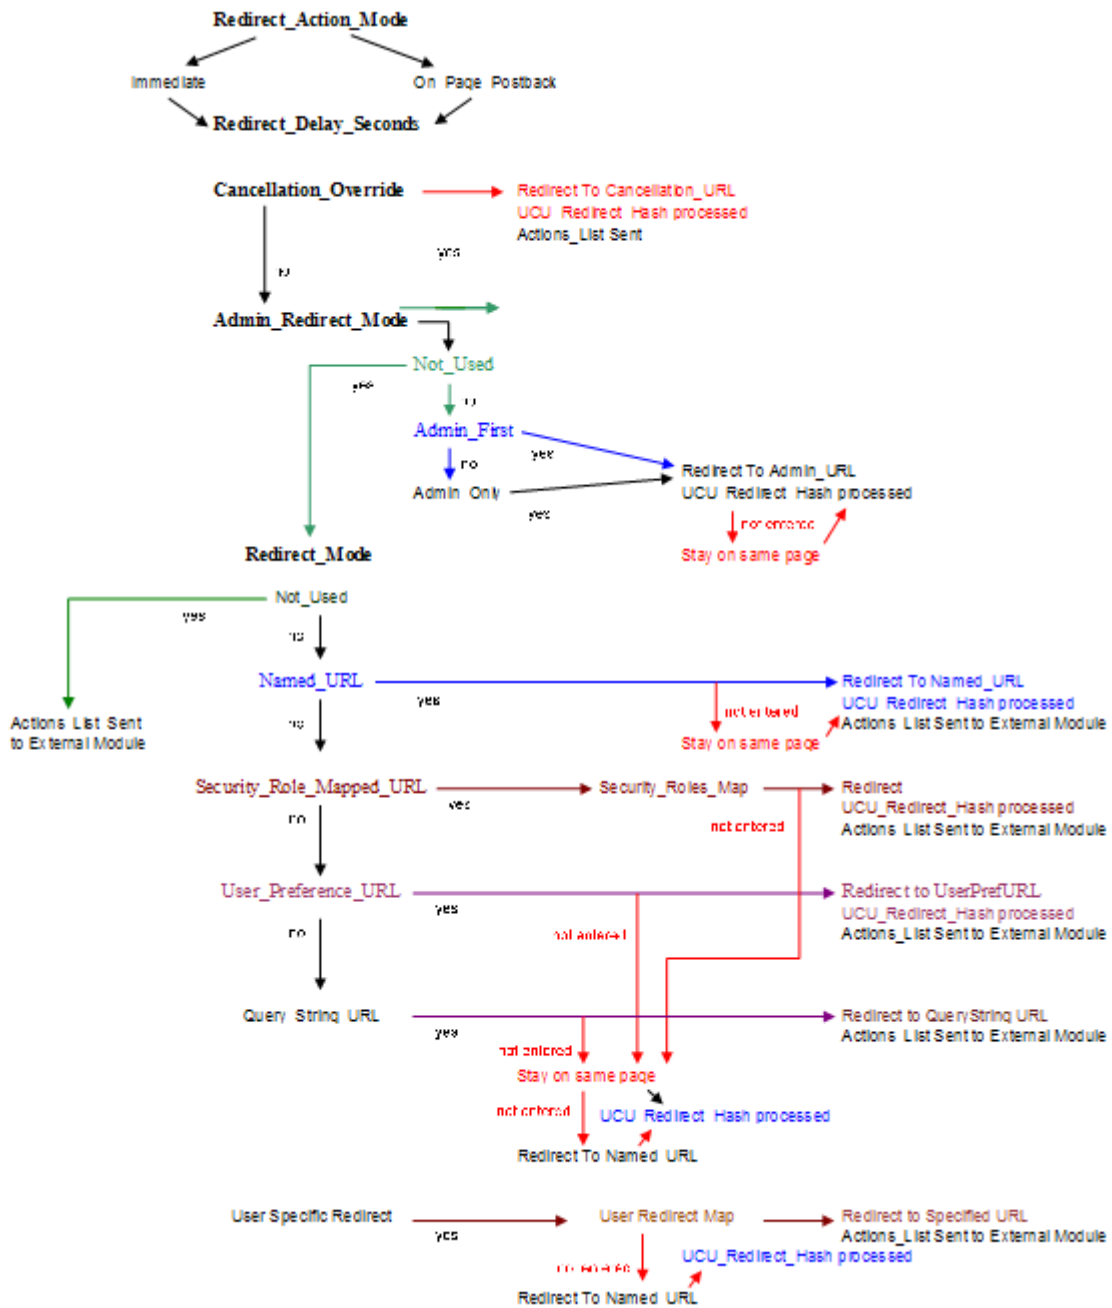 Redirect_Action_Mode
Immediate
On Page Postback
Redirect_Delay_Seconds
Cancellation_Override
Redirect To Cancellation_URL
UCU Redirect Hash processed
Actions_List Sent
yes
no
Admin_Redirect_Mode
Not_Used
yes
no
Admin_First
yes
no
Admin Only
yes
Redirect To Admin_URL
UCU Redirect Hash processed
not entered
Stay on same page
Redirect_Mode
Not_Used
yes
no
Named_URL
yes
Redirect To Named_URL
UCU Redirect Hash processed
Actions List Sent to External Module
not entered
Stay on same page
no
Actions List Sent
to External Module
Security_Role_Mapped_URL
yes
Security_Roles_Map
Redirect
UCU_Redirect_Hash processed
Actions List Sent to External Module
no
not entered
User_Preference_URL
yes
Redirect to UserPrefURL
UCU_Redirect_Hash processed
Actions_List Sent to External Module
no
not entered
Query String URL
yes
Redirect to QueryString URL
Actions List Sent to External Module
not entered
Stay on same page
not entered
UCU Redirect Hash processed
Redirect To Named URL
User Specific Redirect
yes
User Redirect Map
Redirect to Specified URL
Actions_List Sent to External Module
UCU_Redirect_Hash processed
not entered
Redirect To Named URL